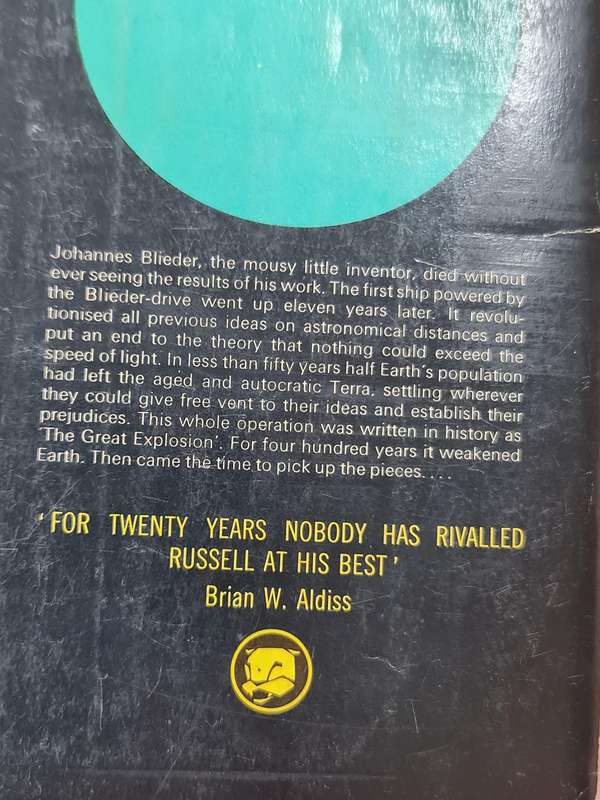 Johannes Blieder, the mousy little inventor, died without
ever seeing the results of his work. The first ship powered by
the Blieder-drive went up eleven years later. It revolu-
tionised all previous ideas on astronomical distances and
put an end to the theory that nothing could exceed the
speed of light. In less than fifty years half Earth's population
had left the aged and autocratic Terra, settling wherever
they could give free vent to their ideas and establish their
prejudices. This whole operation was written in history as
'The Great Explosion'. For four hundred years it weakened
Earth. Then came the time to pick up the pieces....
'FOR TWENTY YEARS NOBODY HAS RIVALLED
RUSSELL AT HIS BEST'
Brian W. Aldiss